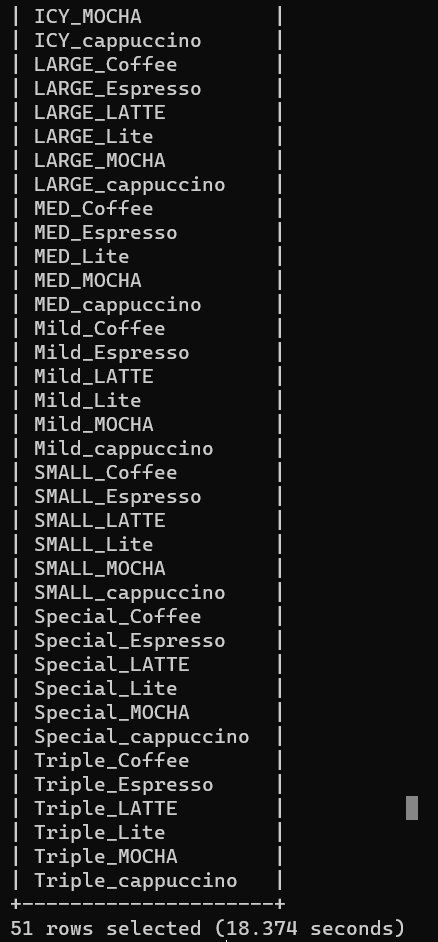 | ICY_MOCHA |
| ICY_cappuccino |
| LARGE_Coffee |
| LARGE_Espresso |
| LARGE_LATTE |
| LARGE_Lite |
| LARGE_MOCHA |
| LARGE_cappuccino |
| MED_Coffee |
| MED_Espresso |
| MED_Lite |
| MED_MOCHA |
| MED_cappuccino |
| Mild_Coffee |
| Mild_Espresso |
| Mild_LATTE |
| Mild_Lite |
| Mild_MOCHA |
| Mild_cappuccino |
| SMALL_Coffee |
| SMALL_Espresso |
| SMALL_LATTE |
| SMALL_Lite |
| SMALL_MOCHA |
| SMALL_cappuccino |
| Special_Coffee |
| Special_Espresso |
| Special_LATTE |
| Special_Lite |
| Special_MOCHA |
| Special_cappuccino |
| Triple_Coffee |
| Triple_Espresso |
| Triple_LATTE |
| Triple_Lite |
| Triple_MOCHA |
| Triple_cappuccino |
+---------------------+
51 rows selected (18.374 seconds)